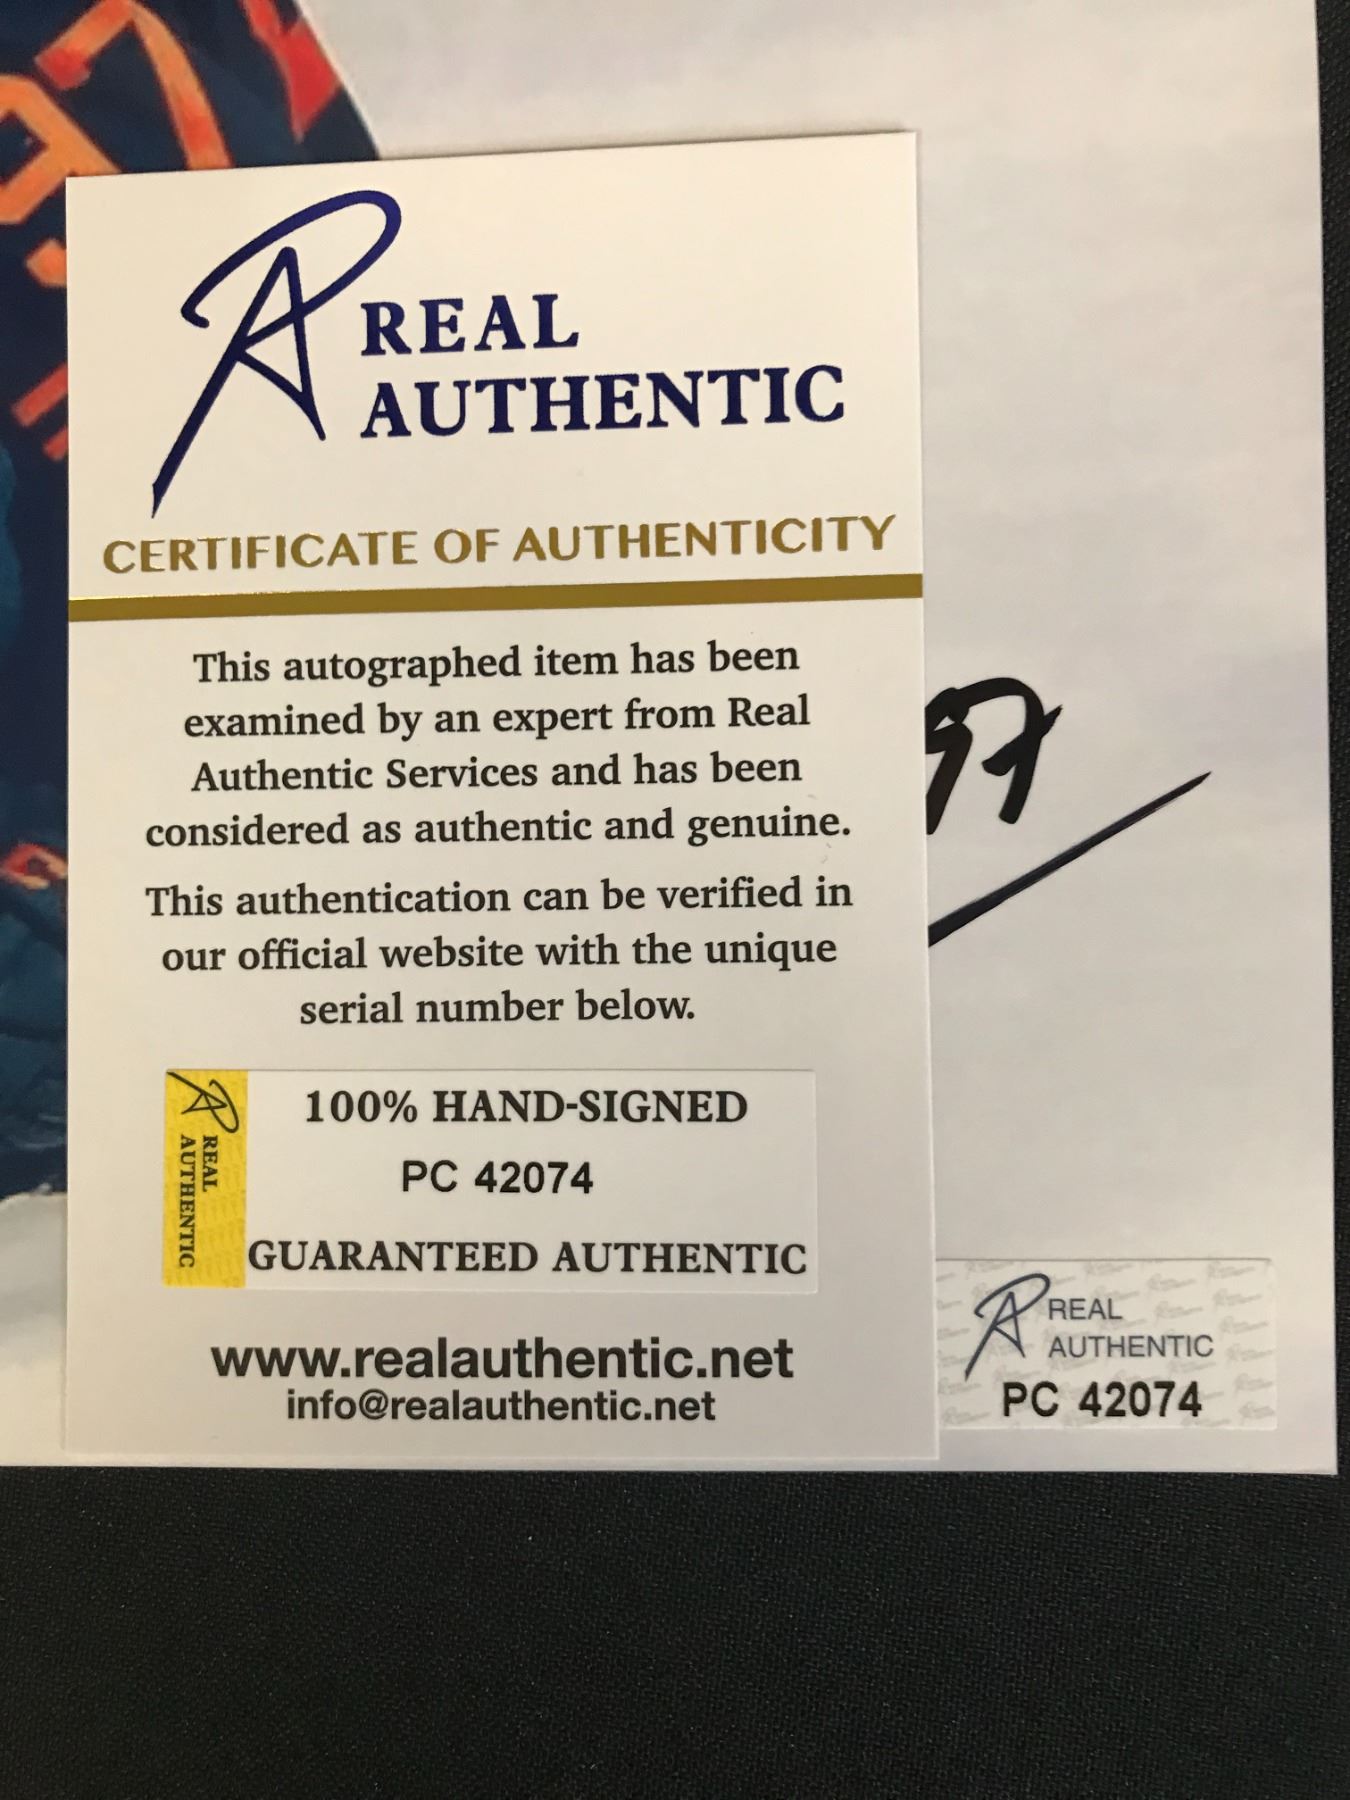 REAL
AUTHENTIC
CERTIFICATE OF AUTHENTICITY
This autographed item has been
examined by an expert from Real
Authentic Services and has been
considered as authentic and genuine.
This authentication can be verified in
our official website with the unique
serial number below.
REAL
AUTHENTIC
100% HAND-SIGNED
PC 42074
GUARANTEED AUTHENTIC
www.realauthentic.net
info@realauthentic.net
97
REAL
AUTHENTIC
PC 42074